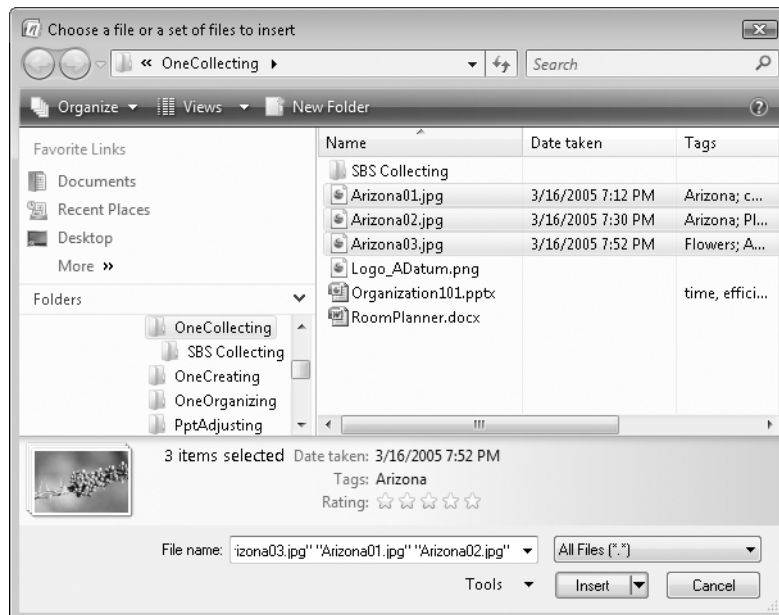 Choose a file or a set of files to insert
« OneCollecting
Search
Organize
Views
New Folder
?
Favorite Links
Documents
Recent Places
Desktop
More »
Folders
OneCollecting
SBS Collecting
OneCreating
OneOrganizing
PptAdjusting
Name Date taken Tags
SBS Collecting
Arizona01.jpg 3/16/2005 7:12 PM Arizona; c...
Arizona02.jpg 3/16/2005 7:30 PM Arizona; Pl...
Arizona03.jpg 3/16/2005 7:52 PM Flowers; A...
Logo_ADatum.png
Organization101.pptx time, effici...
RoomPlanner.docx
3 items selected Date taken: 3/16/2005 7:52 PM
Tags: Arizona
Rating:
File name: izona03.jpg" "Arizona01.jpg" "Arizona02.jpg" All Files (*.*)
Tools Insert Cancel